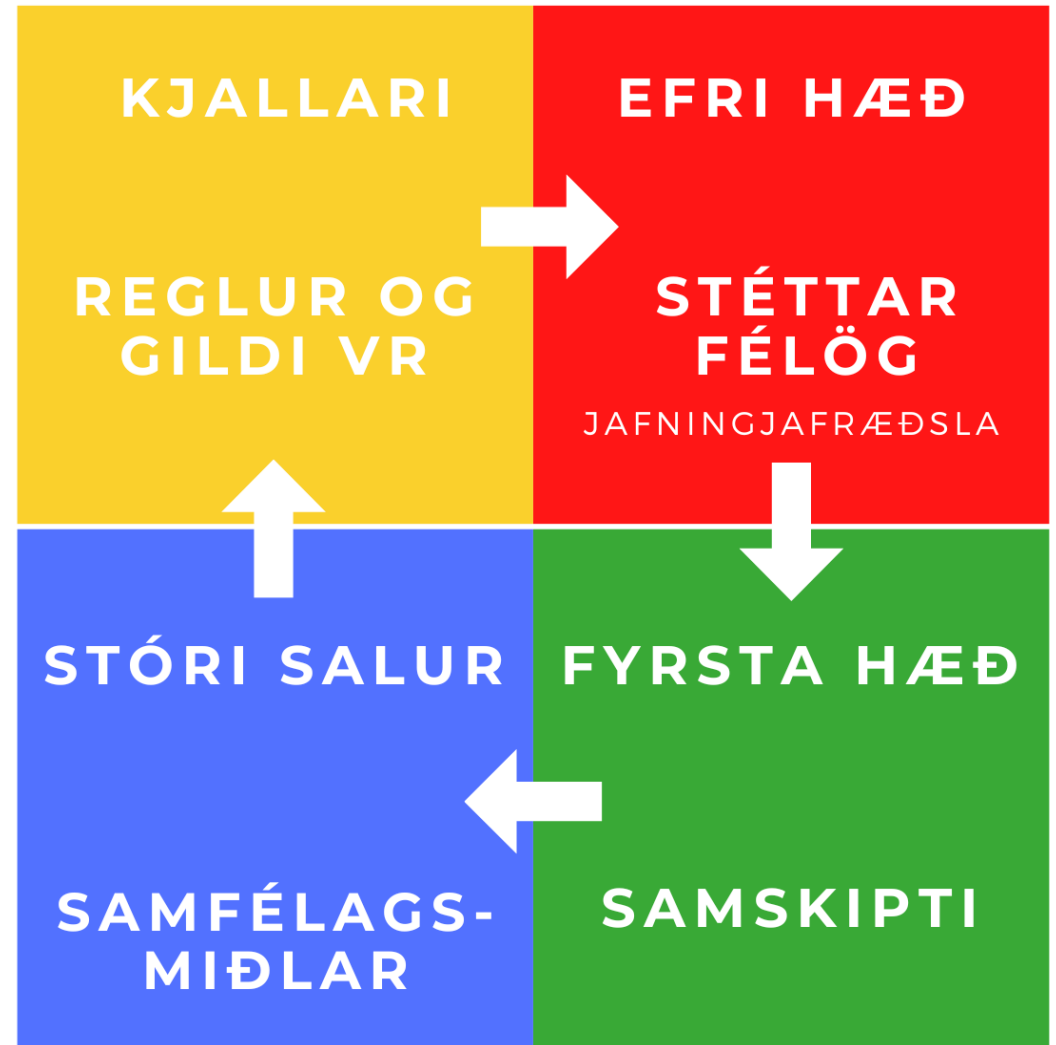 KJALLARI
REGLUR OG
GILDI VR
EFRI HÆÐ
STÉTTAR
FÉLÖG
JAFNINGJAFRÆÐSLA
STÓRI SALUR
SAMFÉLAGS-
MIÐLAR
FYRSTA HÆÐ
SAMSKIPTI